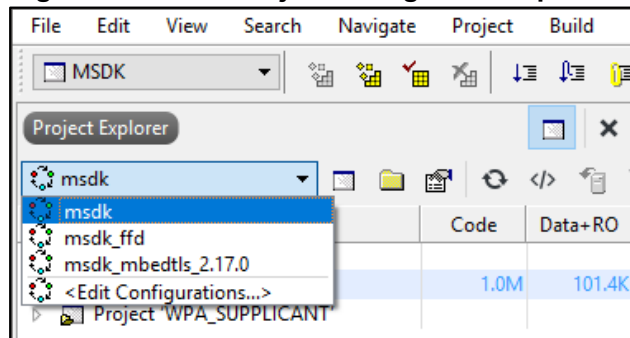 File Edit View Search Navigate Project Build
MSDK
Project Explorer
msdk
msdk
Code Data+RO
msdk_ffd
msdk_mbedtls_2.17.0
1.0M 101.4K
<Edit Configurations...>
Project 'WPA_SUPPLICANT'